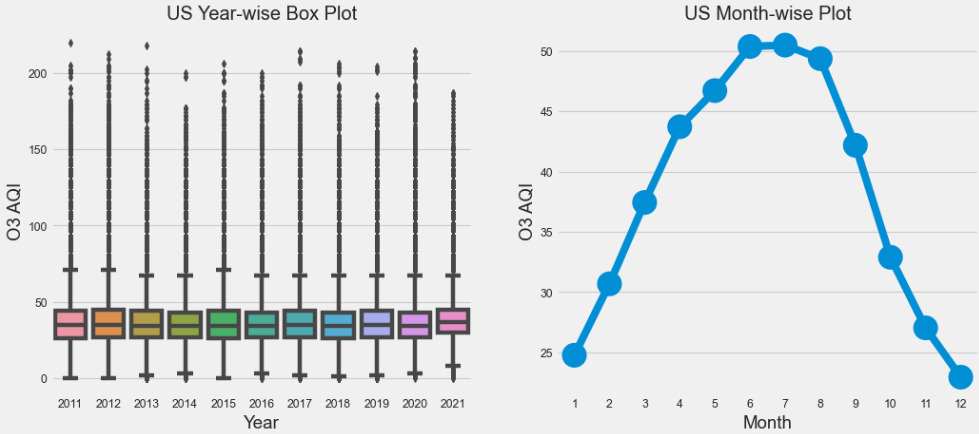 US Year-wise Box Plot
O3 AQI
200
150
100
50
0
2011 2012 2013 2014 2015 2016 2017 2018 2019 2020 2021
Year
US Month-wise Plot
O3 AQI
50
45
40
35
30
25
1 2 3 4 5 6 7 8 9 10 11 12
Month